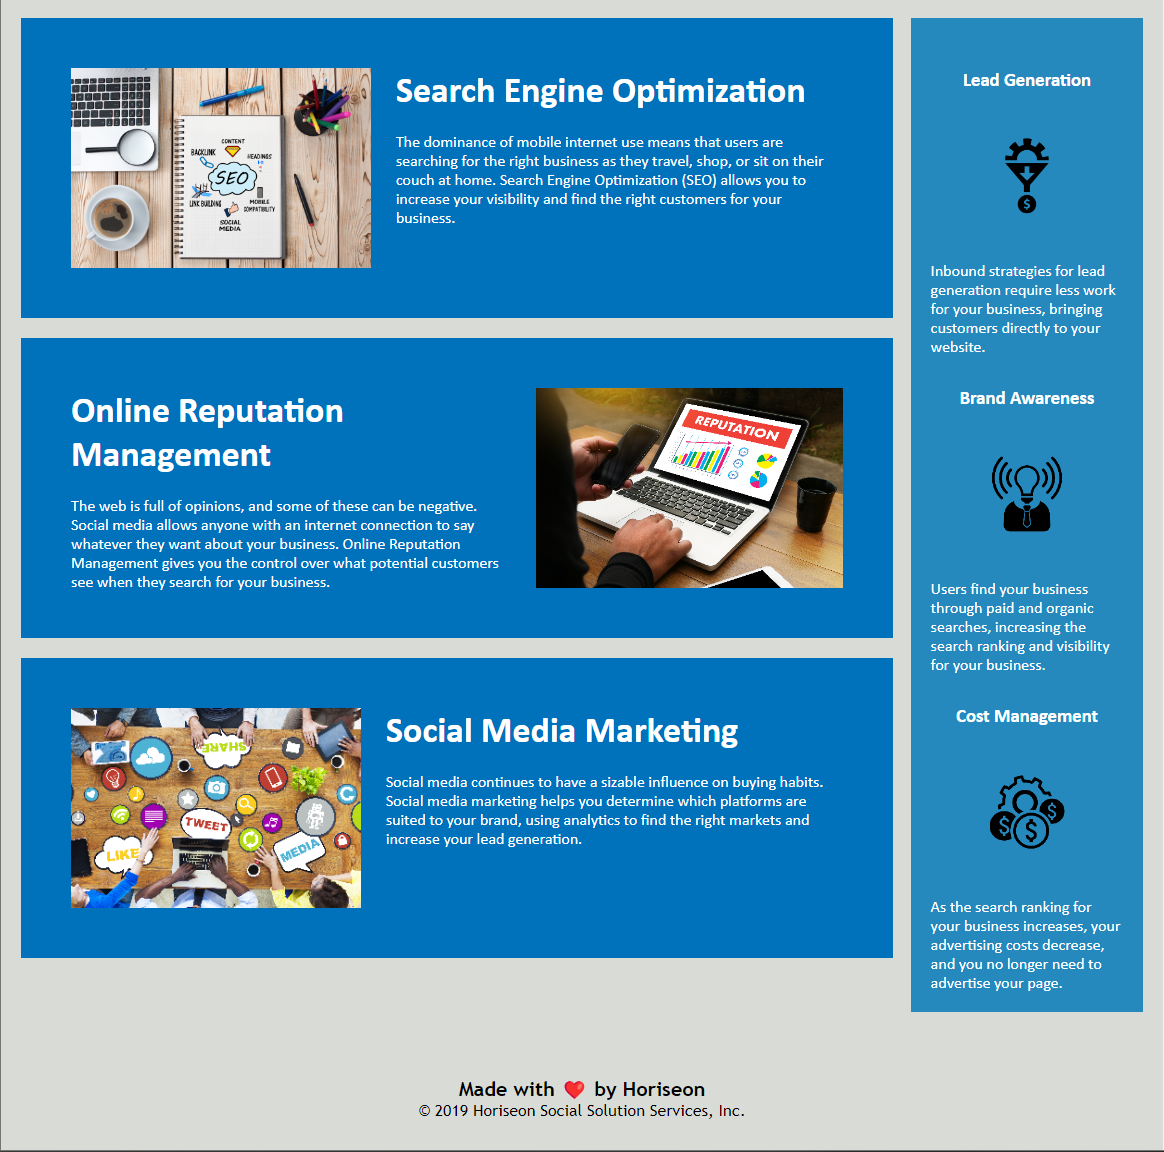 Search Engine Optimization
The dominance of mobile internet use means that users are
searching for the right business as they travel, shop, or sit on their
couch at home. Search Engine Optimization (SEO) allows you to
increase your visibility and find the right customers for your
business.
CONTENT
BACKLINK
HEADINGS
SEO
LINK BUILDING
MOBILE
COMPATIBILITY
SOCIAL
MEDIA
Online Reputation
Management
The web is full of opinions, and some of these can be negative.
Social media allows anyone with an internet connection to say
whatever they want about your business. Online Reputation
Management gives you the control over what potential customers
see when they search for your business.
REPUTATION
Social Media Marketing
Social media continues to have a sizable influence on buying habits.
Social media marketing helps you determine which platforms are
suited to your brand, using analytics to find the right markets and
increase your lead generation.
SHARE
TWEET
LIKE
MEDIA
Lead Generation
$
Inbound strategies for lead
generation require less work
for your business, bringing
customers directly to your
website.
Brand Awareness
Users find your business
through paid and organic
searches, increasing the
search ranking and visibility
for your business.
Cost Management
$ $ $
As the search ranking for
your business increases, your
advertising costs decrease,
and you no longer need to
advertise your page.
Made with ❤️ by Horiseon
© 2019 Horiseon Social Solution Services, Inc.